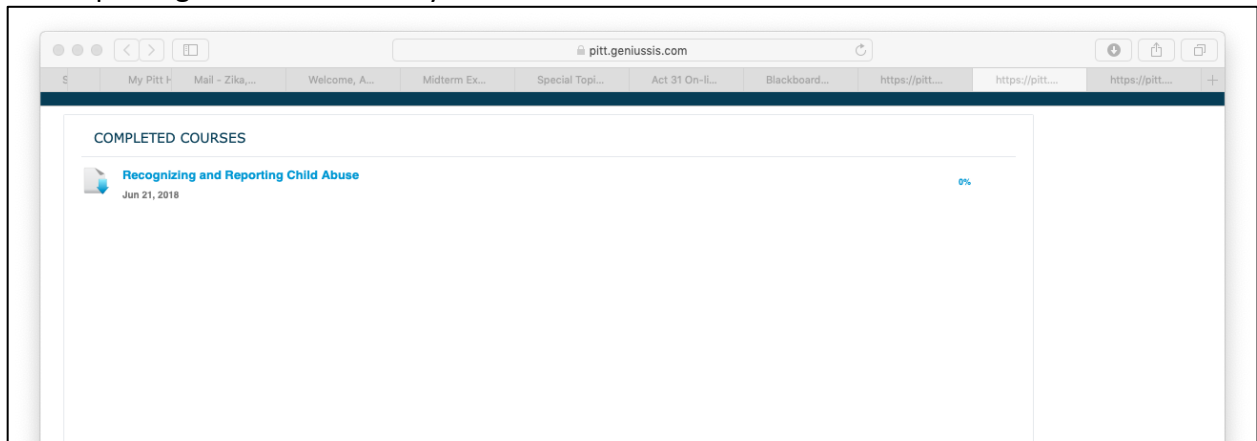 pitt.geniussis.com
S
My Pitt H
Mail - Zika,...
Welcome, A...
Midterm Ex...
Special Topi...
Act 31 On-li...
Blackboard...
https://pitt....
https://pitt....
https://pitt....
COMPLETED COURSES
Recognizing and Reporting Child Abuse
0%
Jun 21, 2018